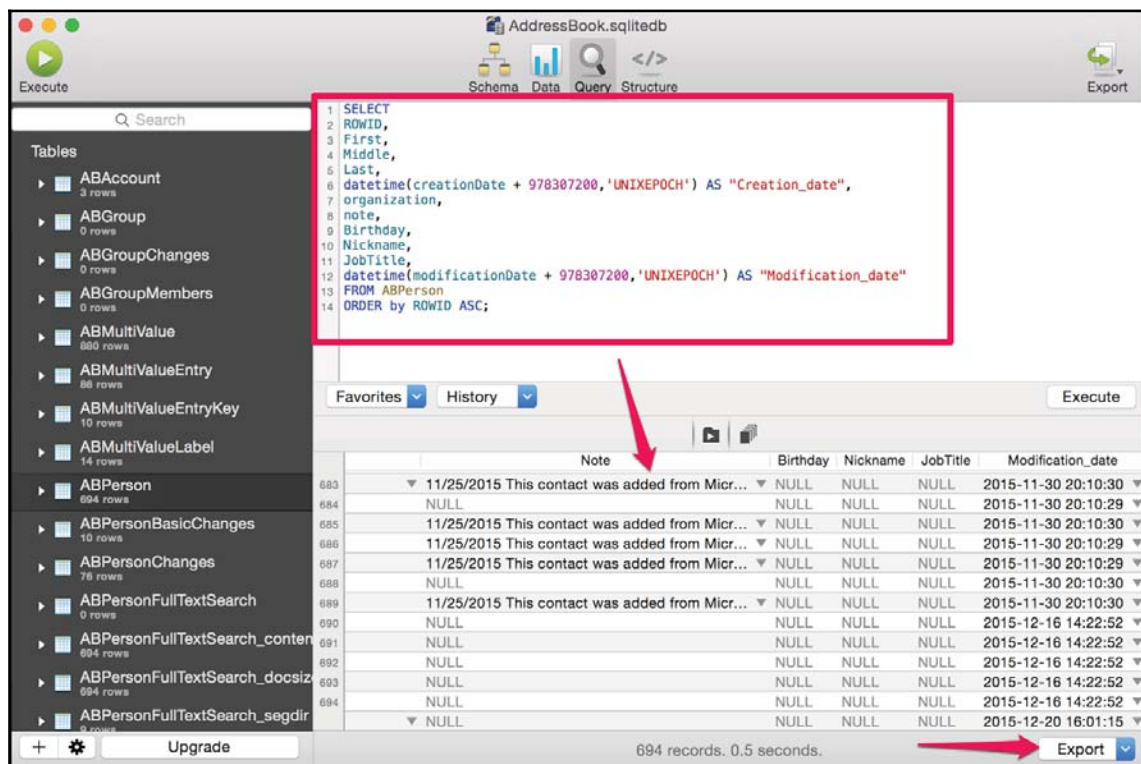 AddressBook.sqlitedb
Execute
Schema Data Query Structure
Export
Search
Tables
ABAccount
3 rows
ABGroup
0 rows
ABGroupChanges
0 rows
ABGroupMembers
0 rows
ABMultiValue
880 rows
ABMultiValueEntry
86 rows
ABMultiValueEntryKey
10 rows
ABMultiValueLabel
14 rows
ABPerson
694 rows
ABPersonBasicChanges
10 rows
ABPersonChanges
76 rows
ABPersonFullTextSearch
0 rows
ABPersonFullTextSearch_conten
694 rows
ABPersonFullTextSearch_docsiz
694 rows
ABPersonFullTextSearch_segdir
9 rows
+ Upgrade
1 SELECT
2 ROWID,
3 First,
4 Middle,
5 Last,
6 datetime(creationDate + 978307200,'UNIXEPOCH') AS "Creation_date",
7 organization,
8 note,
9 Birthday,
10 Nickname,
11 JobTitle,
12 datetime(modificationDate + 978307200,'UNIXEPOCH') AS "Modification_date"
13 FROM ABPerson
14 ORDER by ROWID ASC;
Favorites History Execute
Note Birthday Nickname JobTitle Modification_date
683 11/25/2015 This contact was added from Micr... NULL NULL NULL 2015-11-30 20:10:30
684 NULL NULL NULL NULL 2015-11-30 20:10:29
685 11/25/2015 This contact was added from Micr... NULL NULL NULL 2015-11-30 20:10:30
686 11/25/2015 This contact was added from Micr... NULL NULL NULL 2015-11-30 20:10:29
687 11/25/2015 This contact was added from Micr... NULL NULL NULL 2015-11-30 20:10:29
688 NULL NULL NULL NULL 2015-11-30 20:10:30
689 11/25/2015 This contact was added from Micr... NULL NULL NULL 2015-11-30 20:10:30
690 NULL NULL NULL NULL 2015-12-16 14:22:52
691 NULL NULL NULL NULL 2015-12-16 14:22:52
692 NULL NULL NULL NULL 2015-12-16 14:22:52
693 NULL NULL NULL NULL 2015-12-16 14:22:52
694 NULL NULL NULL NULL 2015-12-16 14:22:52
NULL NULL NULL NULL 2015-12-20 16:01:15
694 records. 0.5 seconds. Export